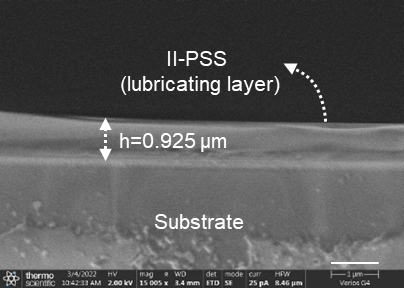 II-PSS
(lubricating layer)
h=0.925 μm
Substrate
thermo
scientific
3/4/2022
10:42:33 AM
HV
2.00 kV
mag
15 005 x
WD
3.4 mm
det
ETD
mode
SE
curr
25 pA
HFW
8.46 μm
1 μm
Verios G4